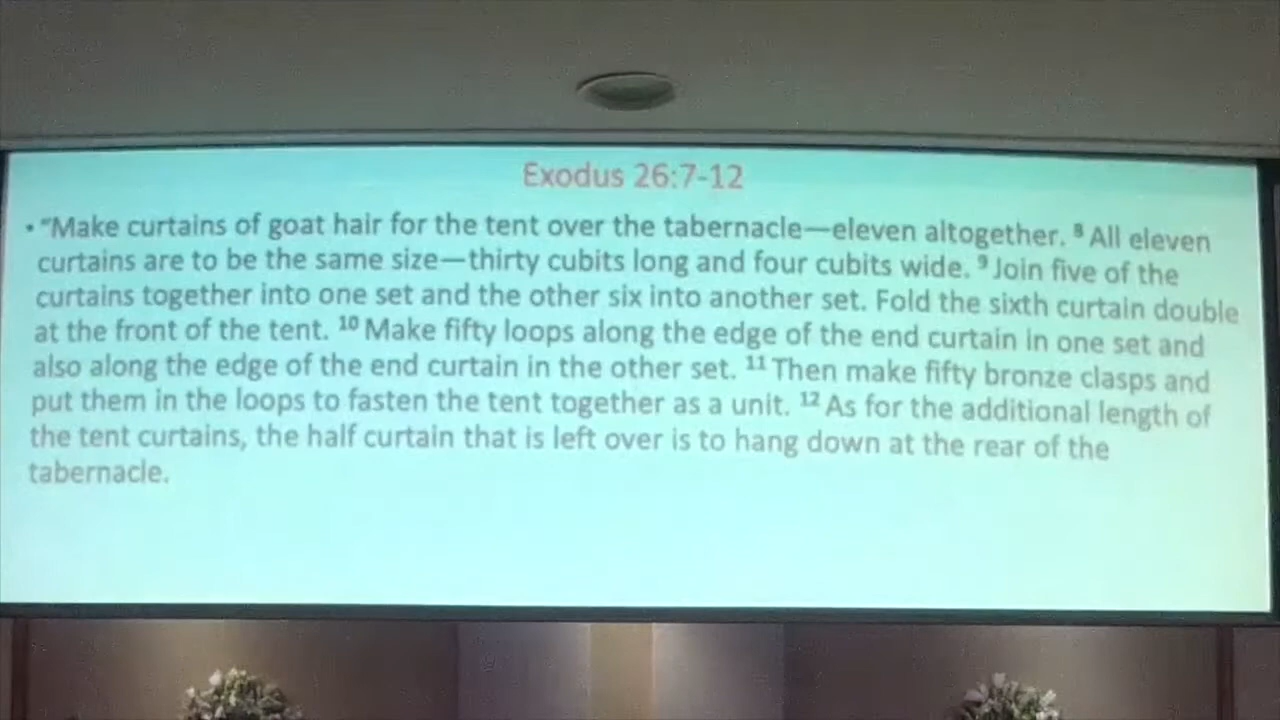 Exodus 26:7-12
• “Make curtains of goat hair for the tent over the tabernacle—eleven altogether. 8 All eleven
curtains are to be the same size—thirty cubits long and four cubits wide. 9 Join five of the
curtains together into one set and the other six into another set. Fold the sixth curtain double
at the front of the tent. 10 Make fifty loops along the edge of the end curtain in one set and
also along the edge of the end curtain in the other set. 11 Then make fifty bronze clasps and
put them in the loops to fasten the tent together as a unit. 12 As for the additional length of
the tent curtains, the half curtain that is left over is to hang down at the rear of the
tabernacle.